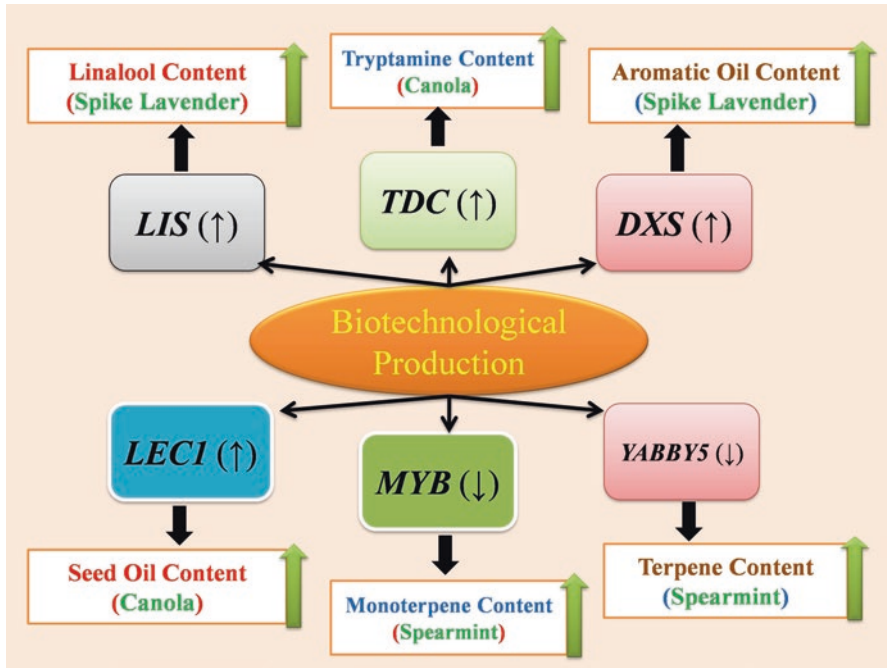 Linalool Content
(Spike Lavender)
Tryptamine Content
(Canola)
Aromatic Oil Content
(Spike Lavender)
LIS (↑)
TDC (↑)
DXS (↑)
Biotechnological
Production
LEC1 (↑)
MYB (↓)
YABBY5 (↓)
Seed Oil Content
(Canola)
Monoterpene Content
(Spearmint)
Terpene Content
(Spearmint)